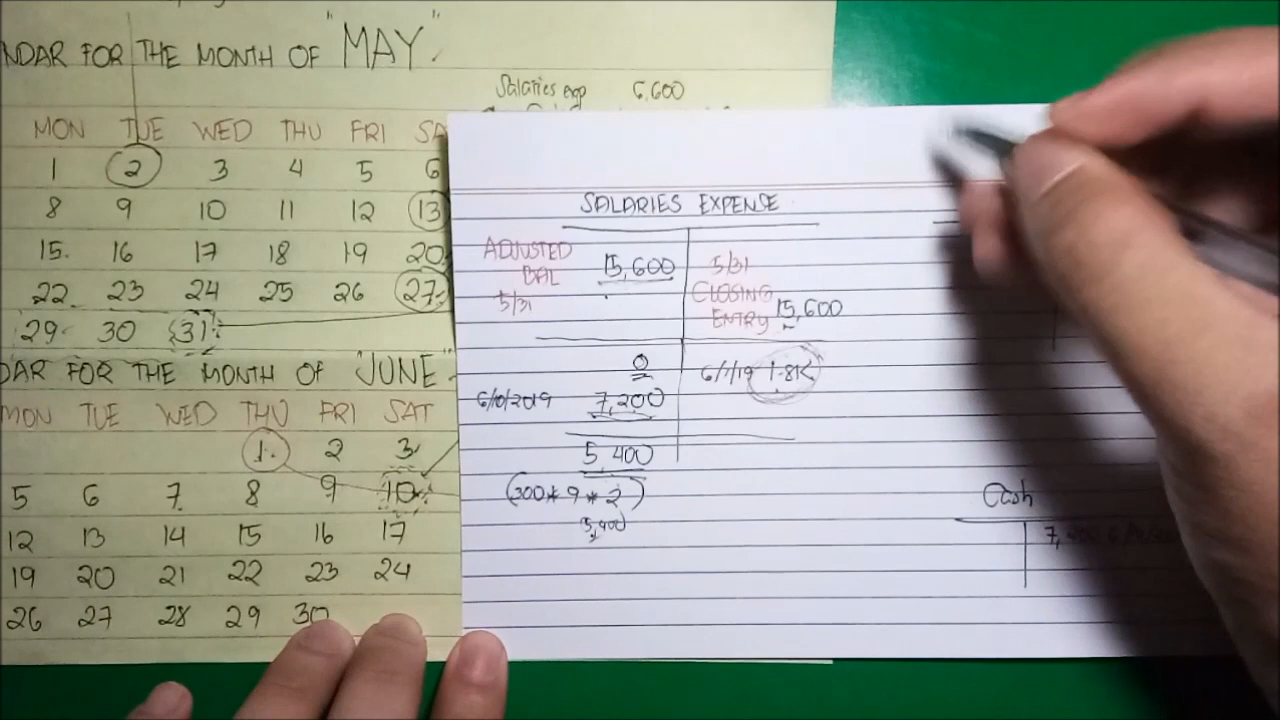 NDAR FOR THE MONTH OF "MAY".
Salaries exp 6,600
MON TUE WED THU FRI SA
1 2 3 4 5 6
8 9 10 11 12 13
15. 16 17 18 19 20
22 23 24 25 26 27
29 30 31
DAR FOR THE MONTH OF "JUNE"
MON TUE WED THU FRI SAT
1 2 3
5 6 7 8 9 10
12 13 14 15 16 17
19 20 21 22 23 24
26 27 28 29 30
SALARIES EXPENSE
ADJUSTED
BAL
5/31
15,600
5/31
CLOSING
ENTRY 15,600
0
6/1/19 1.8K
6/10/2019 7,200
5,400
(300*9*2)
5,400
Cash